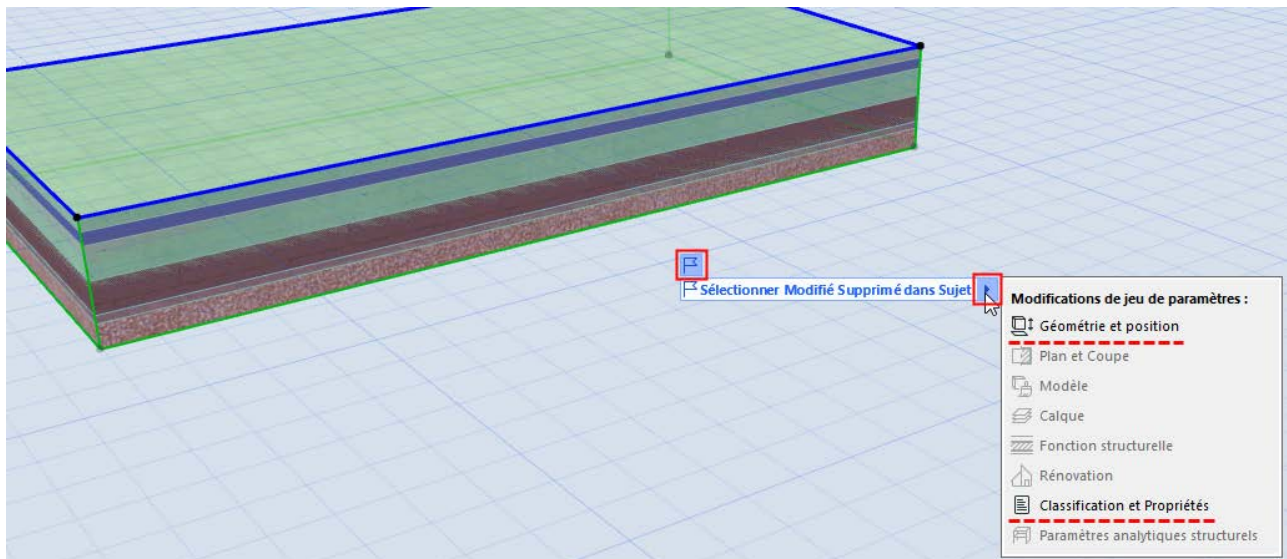 Sélectionner Modifié Supprimé dans Sujet
Modifications de jeu de paramètres :
Géométrie et position
Plan et Coupe
Modèle
Calque
Fonction structurelle
Rénovation
Classification et Propriétés
Paramètres analytiques structurels